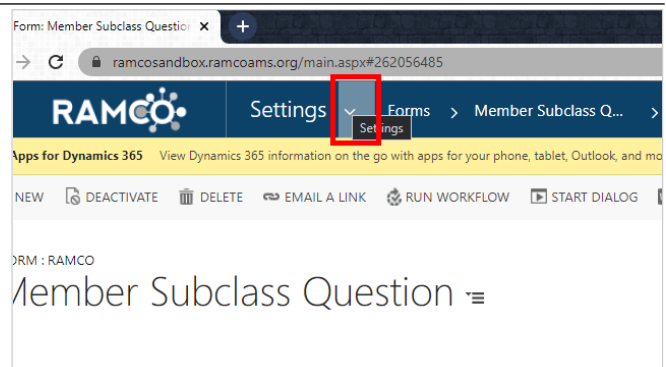 Form: Member Subclass Question
ramcosandbox.ramcoams.org/main.aspx#262056485
RAMCO Settings Forms > Member Subclass Q... >
Settings
Apps for Dynamics 365 View Dynamics 365 information on the go with apps for your phone, tablet, Outlook, and mo
NEW DEACTIVATE DELETE EMAIL A LINK RUN WORKFLOW START DIALOG
ORM : RAMCO
Member Subclass Question